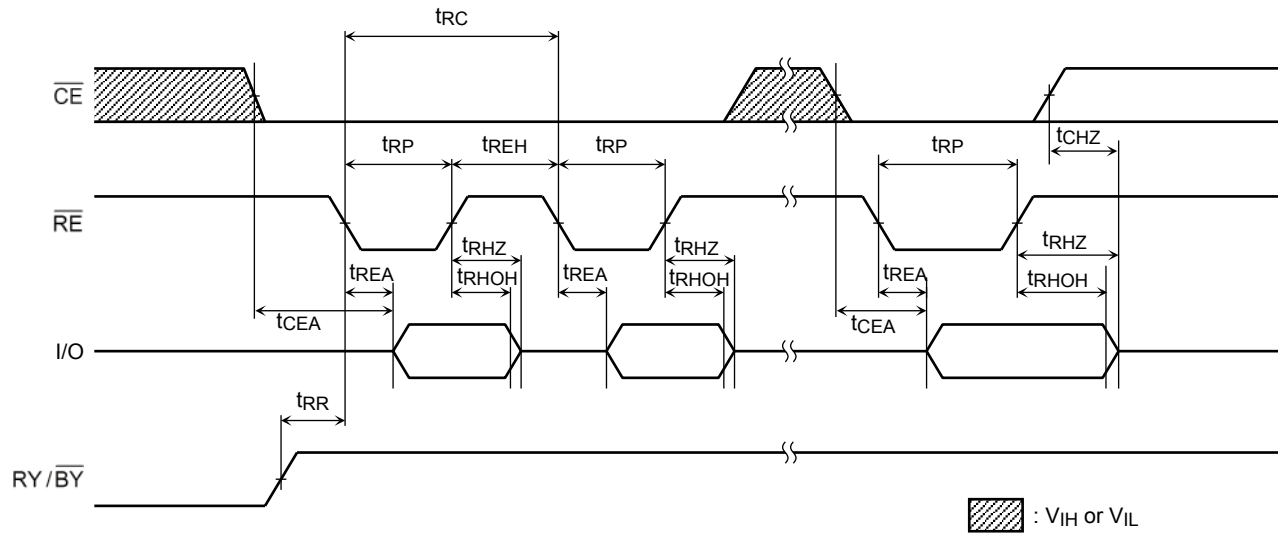 tRC
CE
tRP tREH tRP tRP tCHZ
RE
tRHZ tRHZ tRHZ
tREA tRHOH tREA tRHOH tREA tRHOH
tCEA tCEA
I/O
tRR
RY/BY
: VIH or VIL